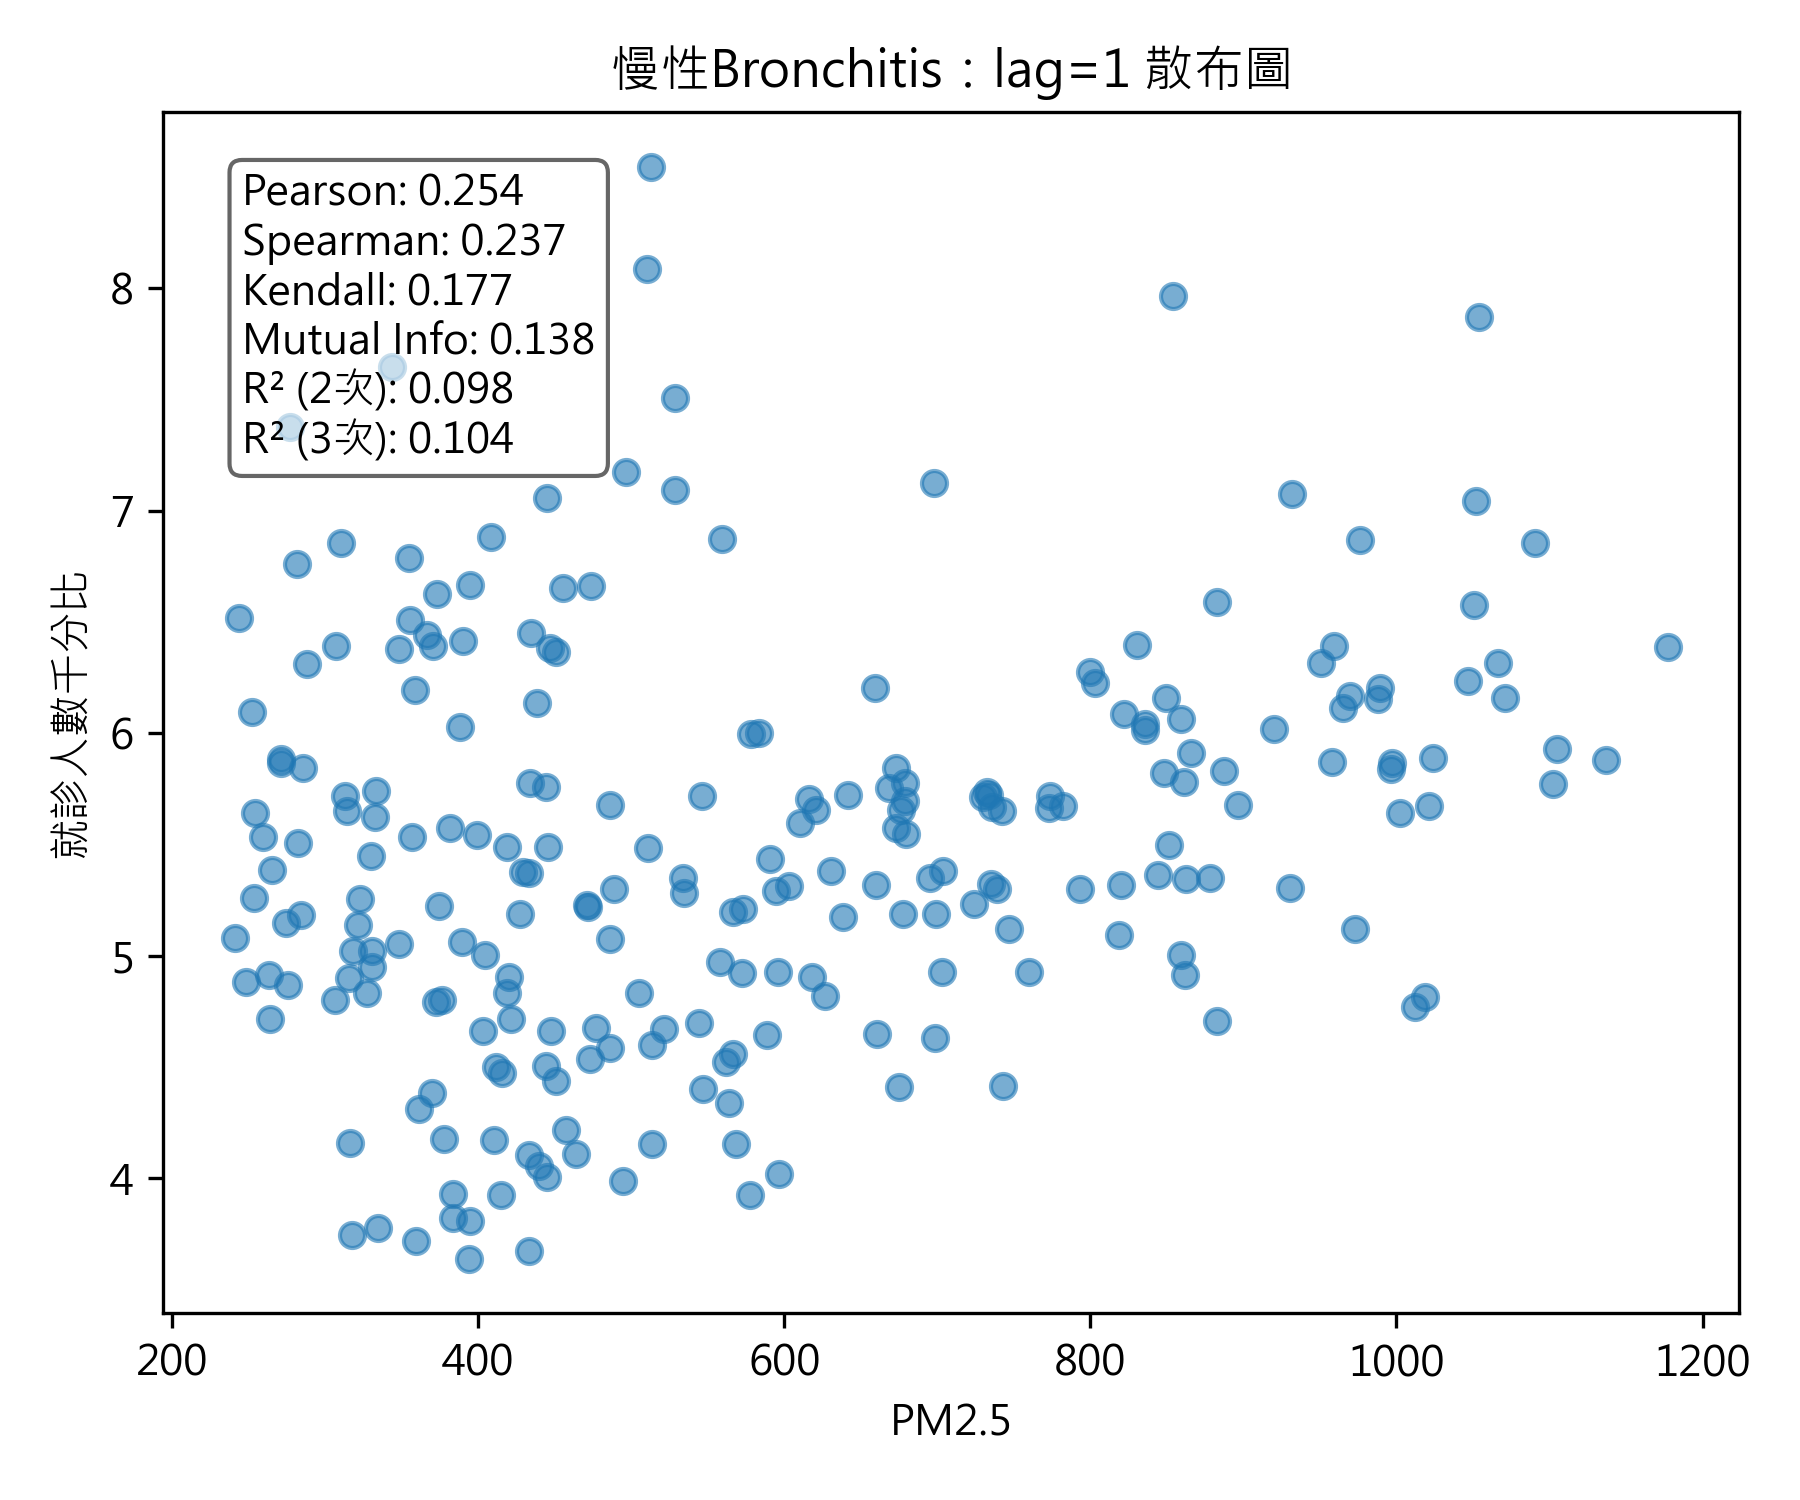 慢性Bronchitis：lag=1 散布圖
Pearson: 0.254
Spearman: 0.237
Kendall: 0.177
Mutual Info: 0.138
R² (2次): 0.098
R² (3次): 0.104
就診人數千分比
8
7
6
5
4
200 400 600 800 1000 1200
PM2.5